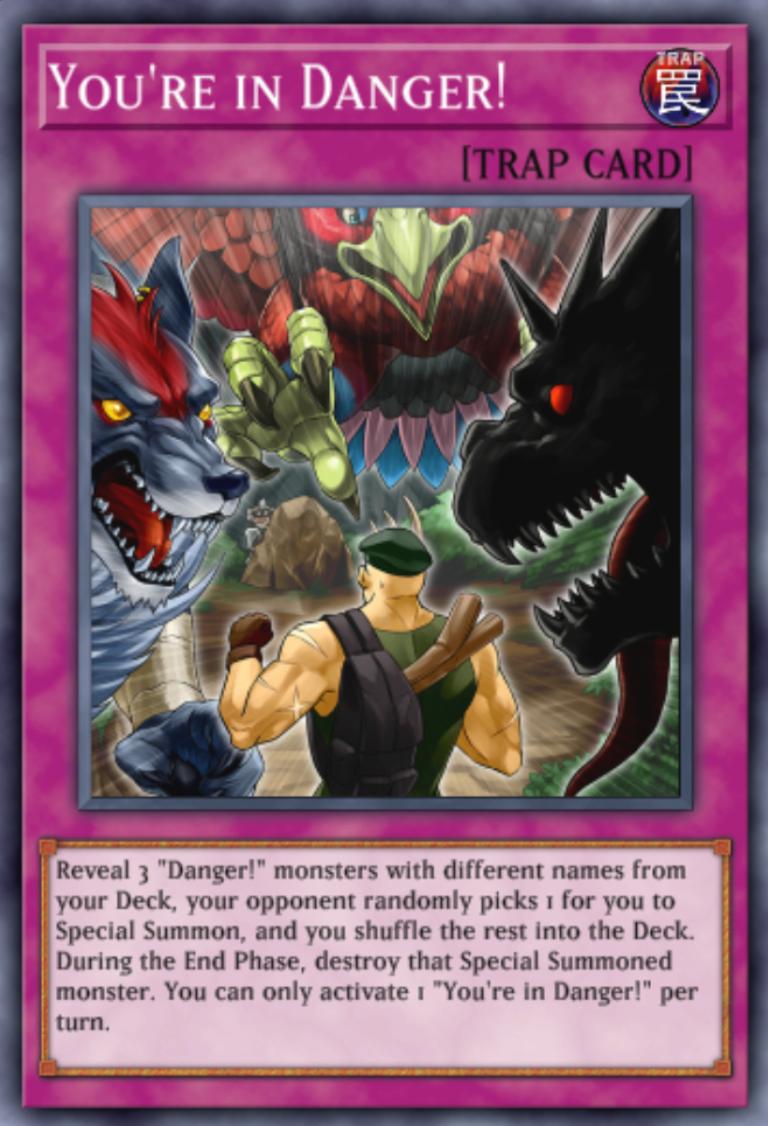 You're in Danger!
TRAP
罠
[TRAP CARD]
Reveal 3 "Danger!" monsters with different names from
your Deck, your opponent randomly picks 1 for you to
Special Summon, and you shuffle the rest into the Deck.
During the End Phase, destroy that Special Summoned
monster. You can only activate 1 "You're in Danger!" per
turn.